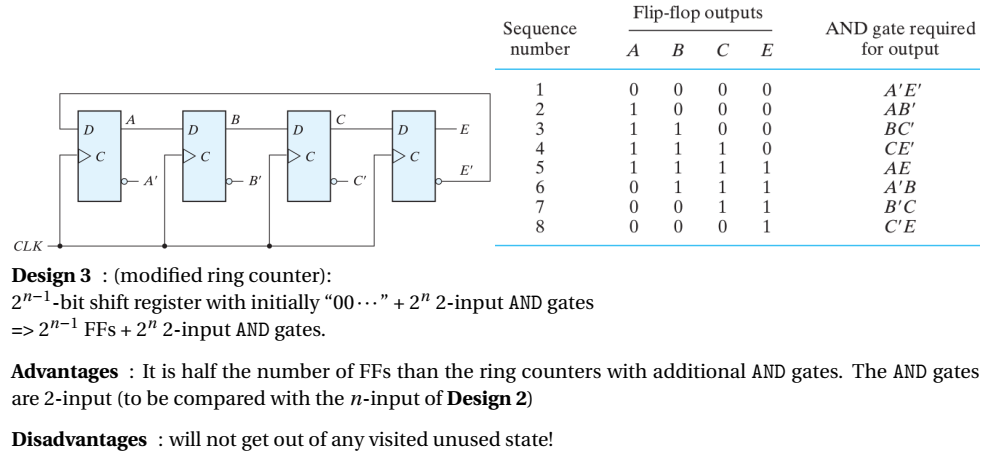 Flip-flop outputs
Sequence number
A B C E
AND gate required for output
1 0 0 0 0 A′E′
2 1 0 0 0 AB′
3 1 1 0 0 BC′
4 1 1 1 0 CE′
5 1 1 1 1 AE
6 0 1 1 1 A′B
7 0 0 1 1 B′C
8 0 0 0 1 C′E
D A D B D C D E
C C C C
A′ B′ C′ E′
CLK
Design 3 : (modified ring counter):
2ⁿ⁻¹-bit shift register with initially “00⋯” + 2ⁿ 2-input AND gates
=> 2ⁿ⁻¹ FFs + 2ⁿ 2-input AND gates.
Advantages : It is half the number of FFs than the ring counters with additional AND gates. The AND gates
are 2-input (to be compared with the n-input of Design 2)
Disadvantages : will not get out of any visited unused state!